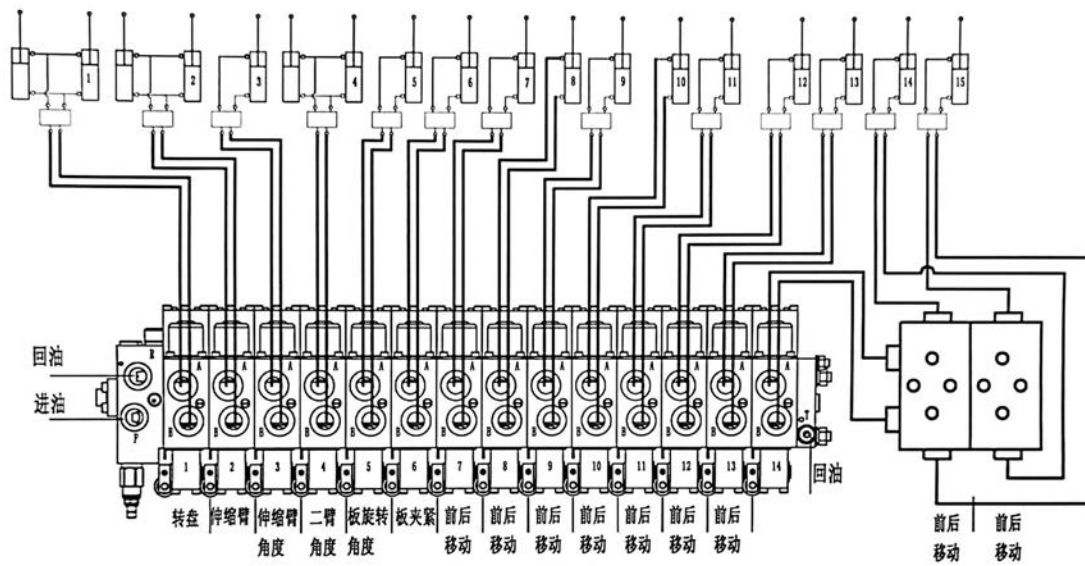 1 2 3 4 5 6 7 8 9 10 11 12 13 14 15
回油
进油
R
P
A A A A A A A A A A A A A A
B B B B B B B B B B B B B B
T
回油
1 2 3 4 5 6 7 8 9 10 11 12 13 14
转盘
伸缩臂
伸缩臂
角度
二臂
角度
板旋转
角度
板夹紧
前后
移动
前后
移动
前后
移动
前后
移动
前后
移动
前后
移动
前后
移动
前后
移动
前后
移动